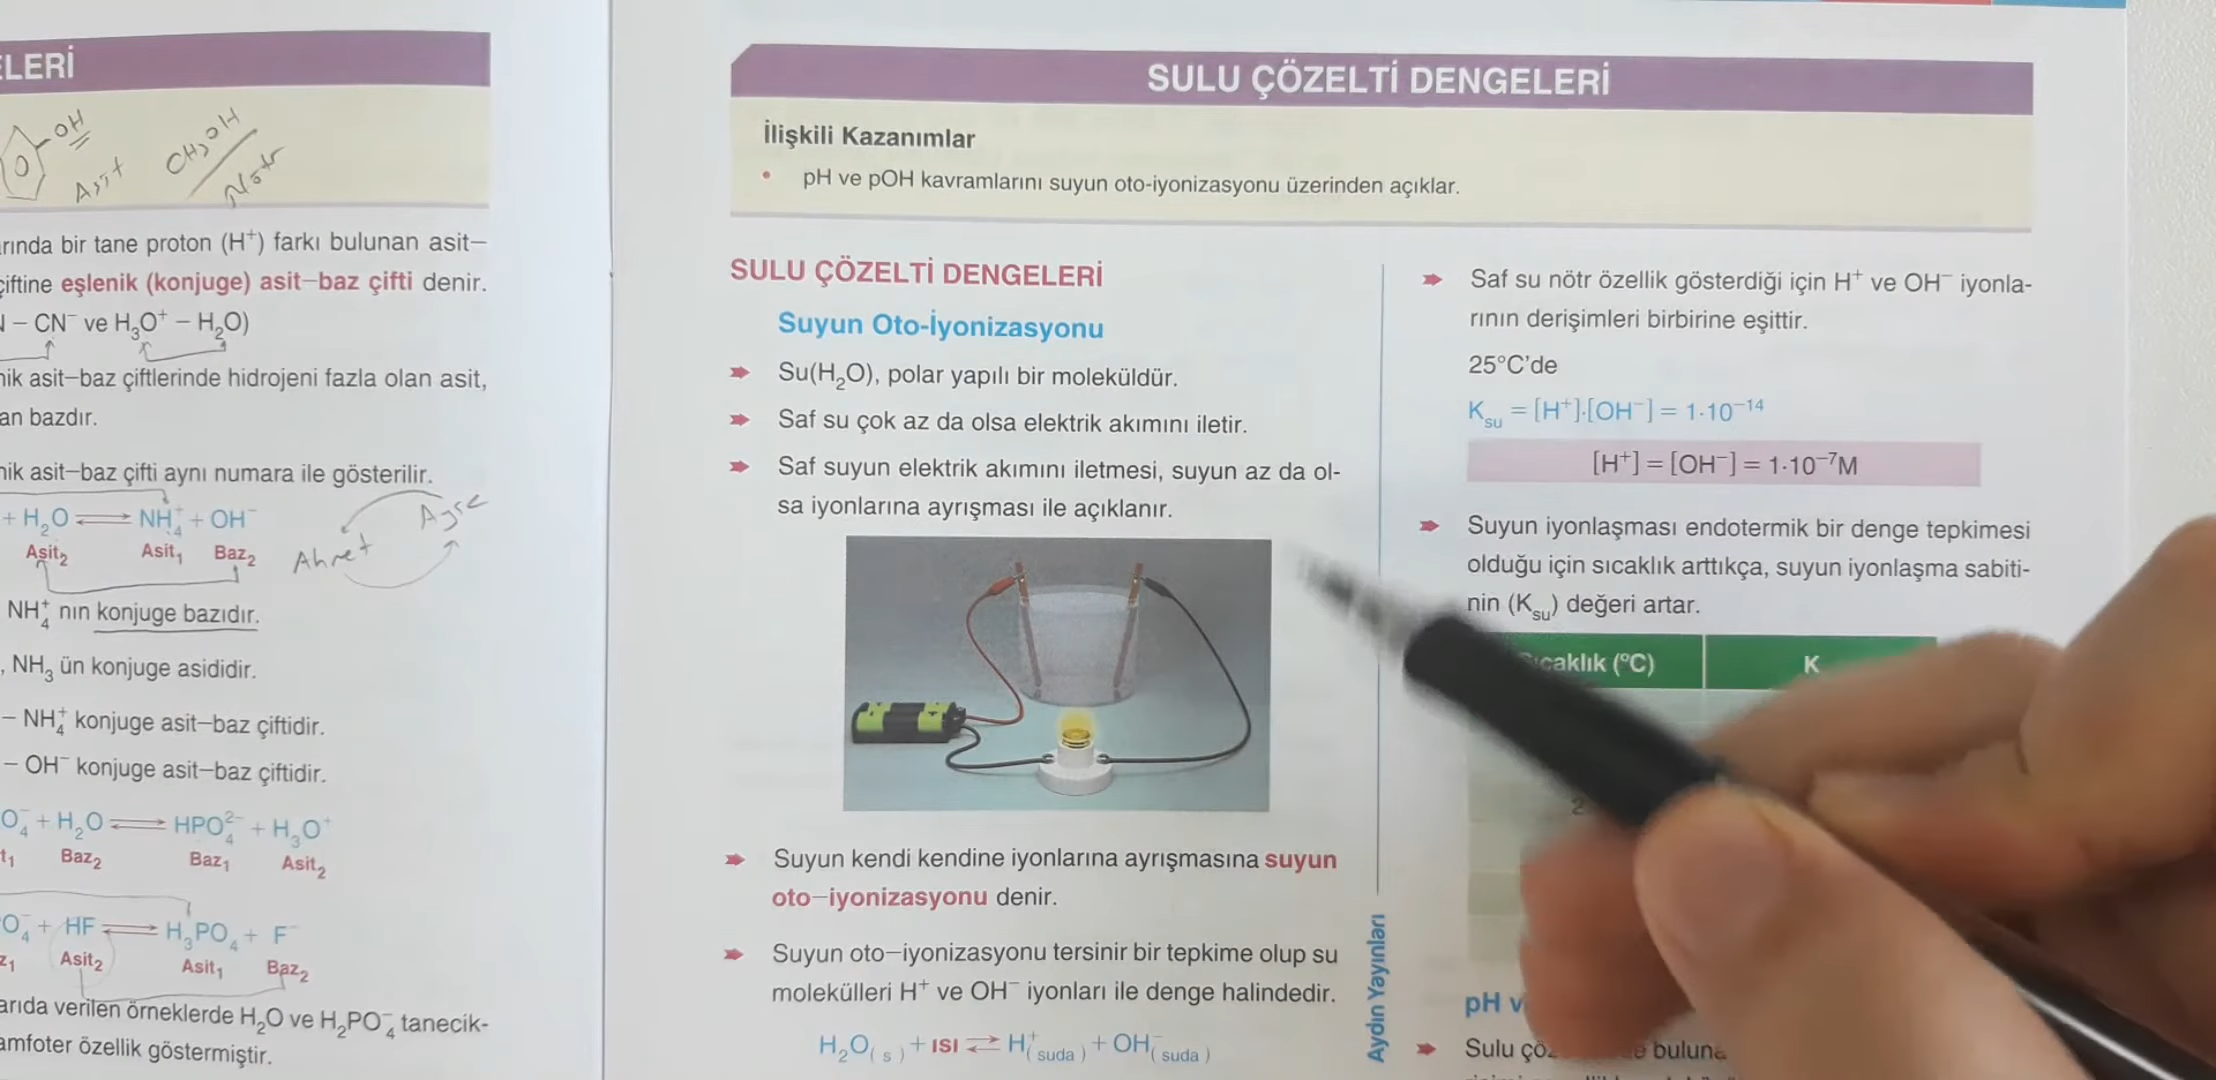 ELERİ
OH
Asit
CH₃OH
Nötr
arında bir tane proton (H⁺) farkı bulunan asit–
çiftine eşlenik (konjuge) asit–baz çifti denir.
– CN⁻ ve H₃O⁺ – H₂O)
nik asit–baz çiftlerinde hidrojeni fazla olan asit,
an bazdır.
nik asit–baz çifti aynı numara ile gösterilir.
+ H₂O ⇌ NH₄⁺ + OH⁻
Asit₂ Asit₁ Baz₂
Ahmet
Ayşe
NH₄⁺ nın konjuge bazıdır.
, NH₃ ün konjuge asididir.
– NH₄⁺ konjuge asit–baz çiftidir.
– OH⁻ konjuge asit–baz çiftidir.
O₄⁻ + H₂O ⇌ HPO₄²⁻ + H₃O⁺
t₁ Baz₂ Baz₁ Asit₂
O₄⁻ + HF ⇌ H₃PO₄ + F⁻
z₁ Asit₂ Asit₁ Baz₂
arıda verilen örneklerde H₂O ve H₂PO₄⁻ tanecik-
amfoter özellik göstermiştir.
SULU ÇÖZELTİ DENGELERİ
İlişkili Kazanımlar
• pH ve pOH kavramlarını suyun oto-iyonizasyonu üzerinden açıklar.
SULU ÇÖZELTİ DENGELERİ
Suyun Oto-İyonizasyonu
Su(H₂O), polar yapılı bir moleküldür.
Saf su çok az da olsa elektrik akımını iletir.
Saf suyun elektrik akımını iletmesi, suyun az da ol-
sa iyonlarına ayrışması ile açıklanır.
Suyun kendi kendine iyonlarına ayrışmasına suyun
oto–iyonizasyonu denir.
Suyun oto–iyonizasyonu tersinir bir tepkime olup su
molekülleri H⁺ ve OH⁻ iyonları ile denge halindedir.
H₂O(s) + ısı ⇌ H⁺(suda) + OH⁻(suda)
Aydın Yayınları
Saf su nötr özellik gösterdiği için H⁺ ve OH⁻ iyonla-
rının derişimleri birbirine eşittir.
25°C'de
Ksu = [H⁺]·[OH⁻] = 1·10⁻¹⁴
[H⁺] = [OH⁻] = 1·10⁻⁷M
Suyun iyonlaşması endotermik bir denge tepkimesi
olduğu için sıcaklık arttıkça, suyun iyonlaşma sabiti-
nin (Ksu) değeri artar.
ıcaklık (°C) K
2
pH v
Sulu çö